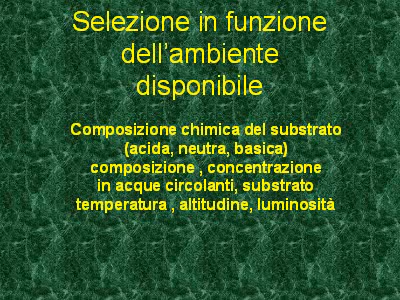 Selezione in funzione
dell’ambiente
disponibile
Composizione chimica del substrato
(acida, neutra, basica)
composizione , concentrazione
in acque circolanti, substrato
temperatura , altitudine, luminosità